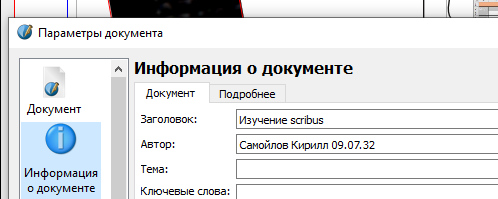 Параметры документа
Информация о документе
Документ
Подробнее
Документ
Заголовок: Изучение scribus
Информация
о документе
Автор: Самойлов Кирилл 09.07.32
Тема:
Ключевые слова: